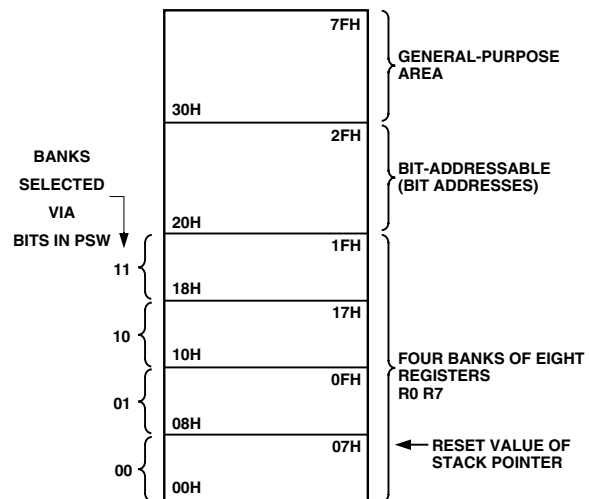 7FH
GENERAL-PURPOSE
AREA
30H
2FH
BANKS
SELECTED
VIA
BITS IN PSW
BIT-ADDRESSABLE
(BIT ADDRESSES)
20H
1FH
11
18H
17H
10
10H
FOUR BANKS OF EIGHT
REGISTERS
R0 R7
0FH
01
08H
07H
RESET VALUE OF
STACK POINTER
00
00H